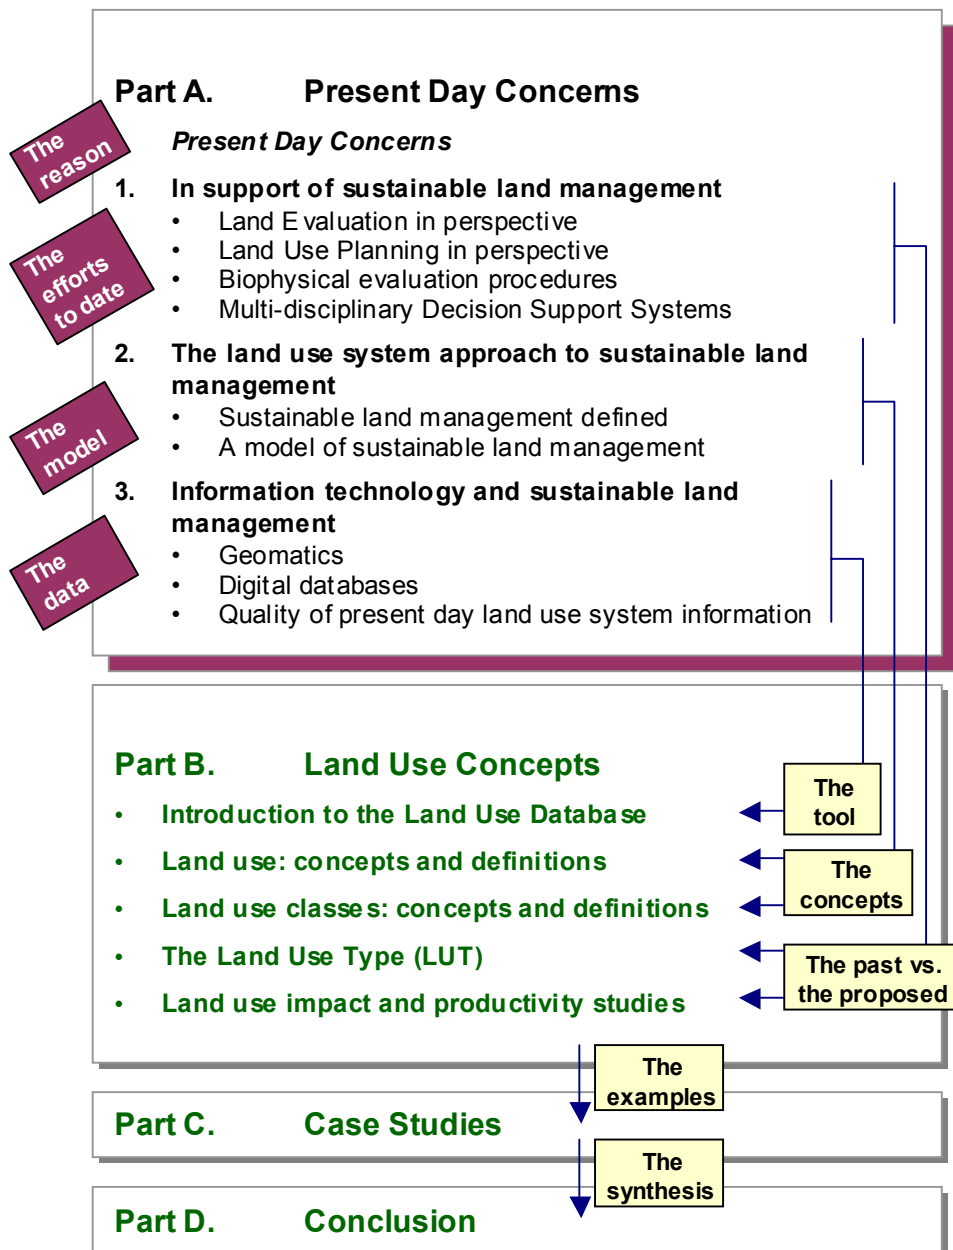 Part A. Present Day Concerns
The
reason
Present Day Concerns
1. In support of sustainable land management
• Land Evaluation in perspective
• Land Use Planning in perspective
• Biophysical evaluation procedures
• Multi-disciplinary Decision Support Systems
The
efforts
to date
2. The land use system approach to sustainable land
management
• Sustainable land management defined
• A model of sustainable land management
The
model
3. Information technology and sustainable land
management
• Geomatics
• Digital databases
• Quality of present day land use system information
The
data
Part B. Land Use Concepts
• Introduction to the Land Use Database
• Land use: concepts and definitions
• Land use classes: concepts and definitions
• The Land Use Type (LUT)
• Land use impact and productivity studies
The
tool
The
concepts
The past vs.
the proposed
The
examples
Part C. Case Studies
The
synthesis
Part D. Conclusion